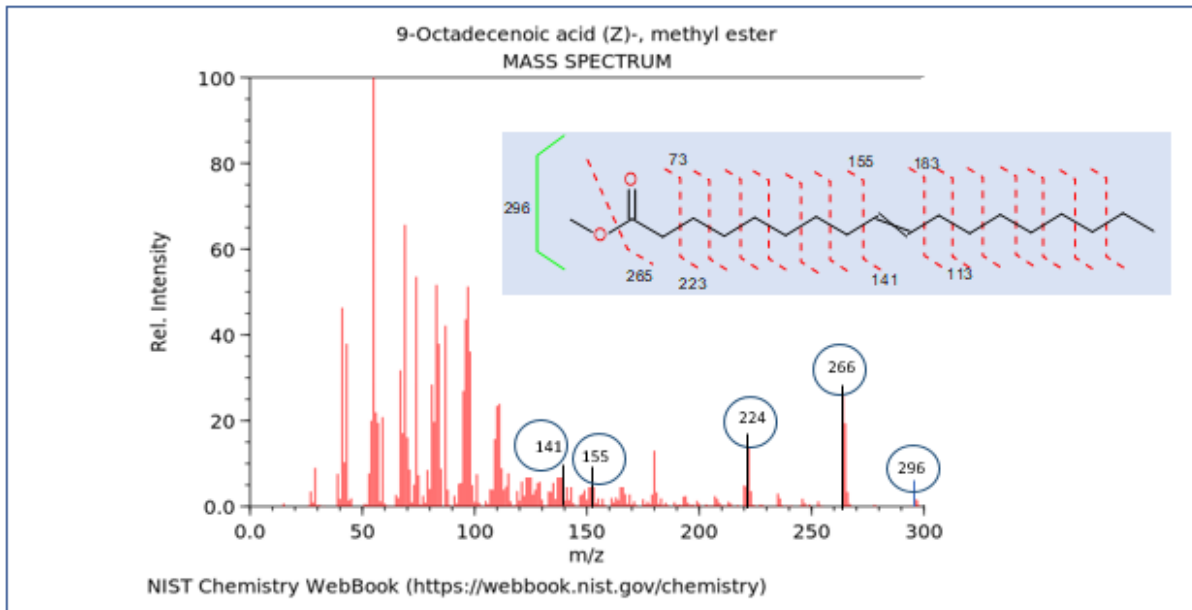 9-Octadecenoic acid (Z)-, methyl ester
MASS SPECTRUM
100
80
60
40
20
0.0
Rel. Intensity
0.0 50 100 150 200 250 300
m/z
73 155 183
O
296
O
265 223 141 113
266
224
141 155 296
NIST Chemistry WebBook (https://webbook.nist.gov/chemistry)